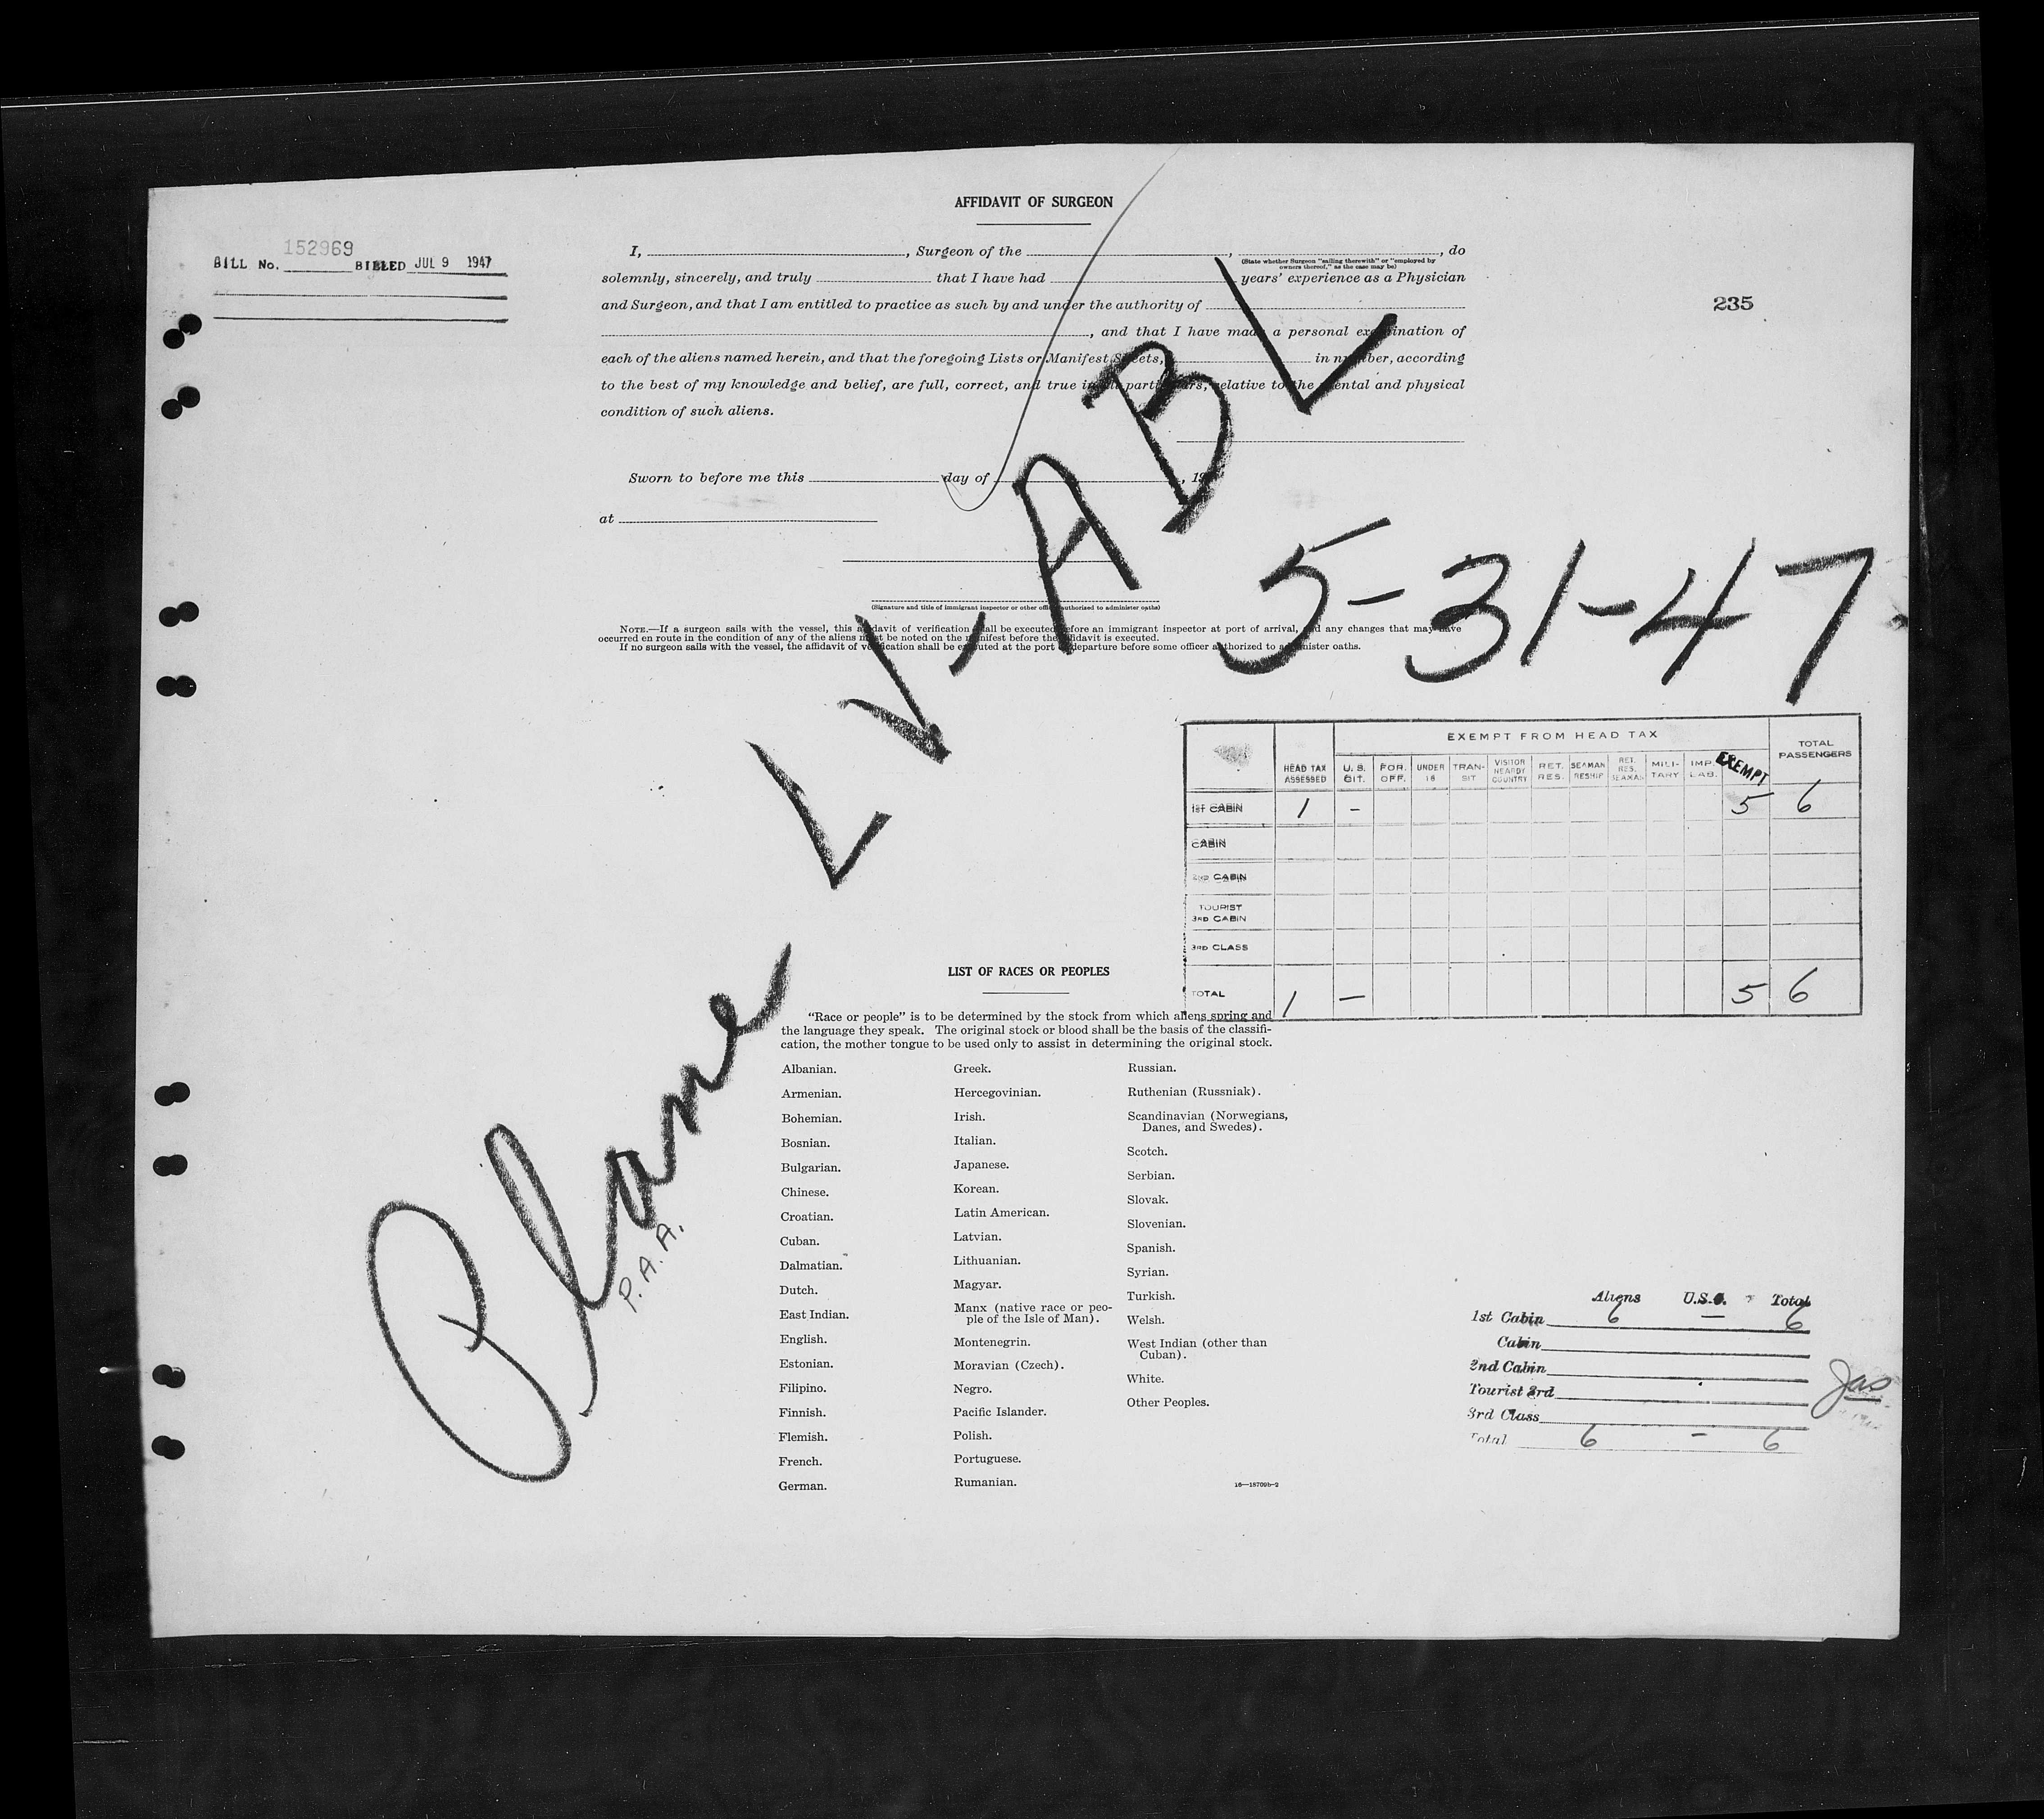 AFFIDAVIT OF SURGEON
BILL No. 152969 BILLED JUL 9 1947
235
I, , Surgeon of the , , do
(State whether Surgeon "sailing therewith" or "employed by
owners thereof," as the case may be)
solemnly, sincerely, and truly that I have had years' experience as a Physician
and Surgeon, and that I am entitled to practice as such by and under the authority of
, and that I have made a personal examination of
each of the aliens named herein, and that the foregoing Lists or Manifest Sheets, in number, according
to the best of my knowledge and belief, are full, correct, and true in all particulars, relative to the mental and physical
condition of such aliens.
Sworn to before me this day of , 19
at
(Signature and title of immigrant inspector or other officer authorized to administer oaths)
NOTE.—If a surgeon sails with the vessel, this affidavit of verification shall be executed before an immigrant inspector at port of arrival, and any changes that may have
occurred en route in the condition of any of the aliens must be noted on the manifest before the affidavit is executed.
If no surgeon sails with the vessel, the affidavit of verification shall be executed at the port of departure before some officer authorized to administer oaths.
Plane LV-ABL
5-31-47
P.A.A.
EXEMPT FROM HEAD TAX
HEAD TAX ASSESSED U. S. CIT. FOR. OFF. UNDER 16 TRAN- SIT VISITOR NEARBY COUNTRY RET. RES. SEAMAN RESHIP RET. RES. SEAMAN MILI- TARY IMP. LAB. EXEMPT TOTAL PASSENGERS
1ST CABIN 1 – 5 6
CABIN
2ND CABIN
TOURIST
3RD CABIN
3RD CLASS
TOTAL 1 – 5 6
LIST OF RACES OR PEOPLES
"Race or people" is to be determined by the stock from which aliens spring and
the language they speak. The original stock or blood shall be the basis of the classifi-
cation, the mother tongue to be used only to assist in determining the original stock.
Albanian.
Armenian.
Bohemian.
Bosnian.
Bulgarian.
Chinese.
Croatian.
Cuban.
Dalmatian.
Dutch.
East Indian.
English.
Estonian.
Filipino.
Finnish.
Flemish.
French.
German.
Greek.
Hercegovinian.
Irish.
Italian.
Japanese.
Korean.
Latin American.
Latvian.
Lithuanian.
Magyar.
Manx (native race or peo-
ple of the Isle of Man).
Montenegrin.
Moravian (Czech).
Negro.
Pacific Islander.
Polish.
Portuguese.
Rumanian.
Russian.
Ruthenian (Russniak).
Scandinavian (Norwegians,
Danes, and Swedes).
Scotch.
Serbian.
Slovak.
Slovenian.
Spanish.
Syrian.
Turkish.
Welsh.
West Indian (other than
Cuban).
White.
Other Peoples.
16—15709b-2
Aliens U.S.C. Total
1st Cabin 6 – 6
Cabin
2nd Cabin
Tourist 3rd
3rd Class
Total 6 – 6